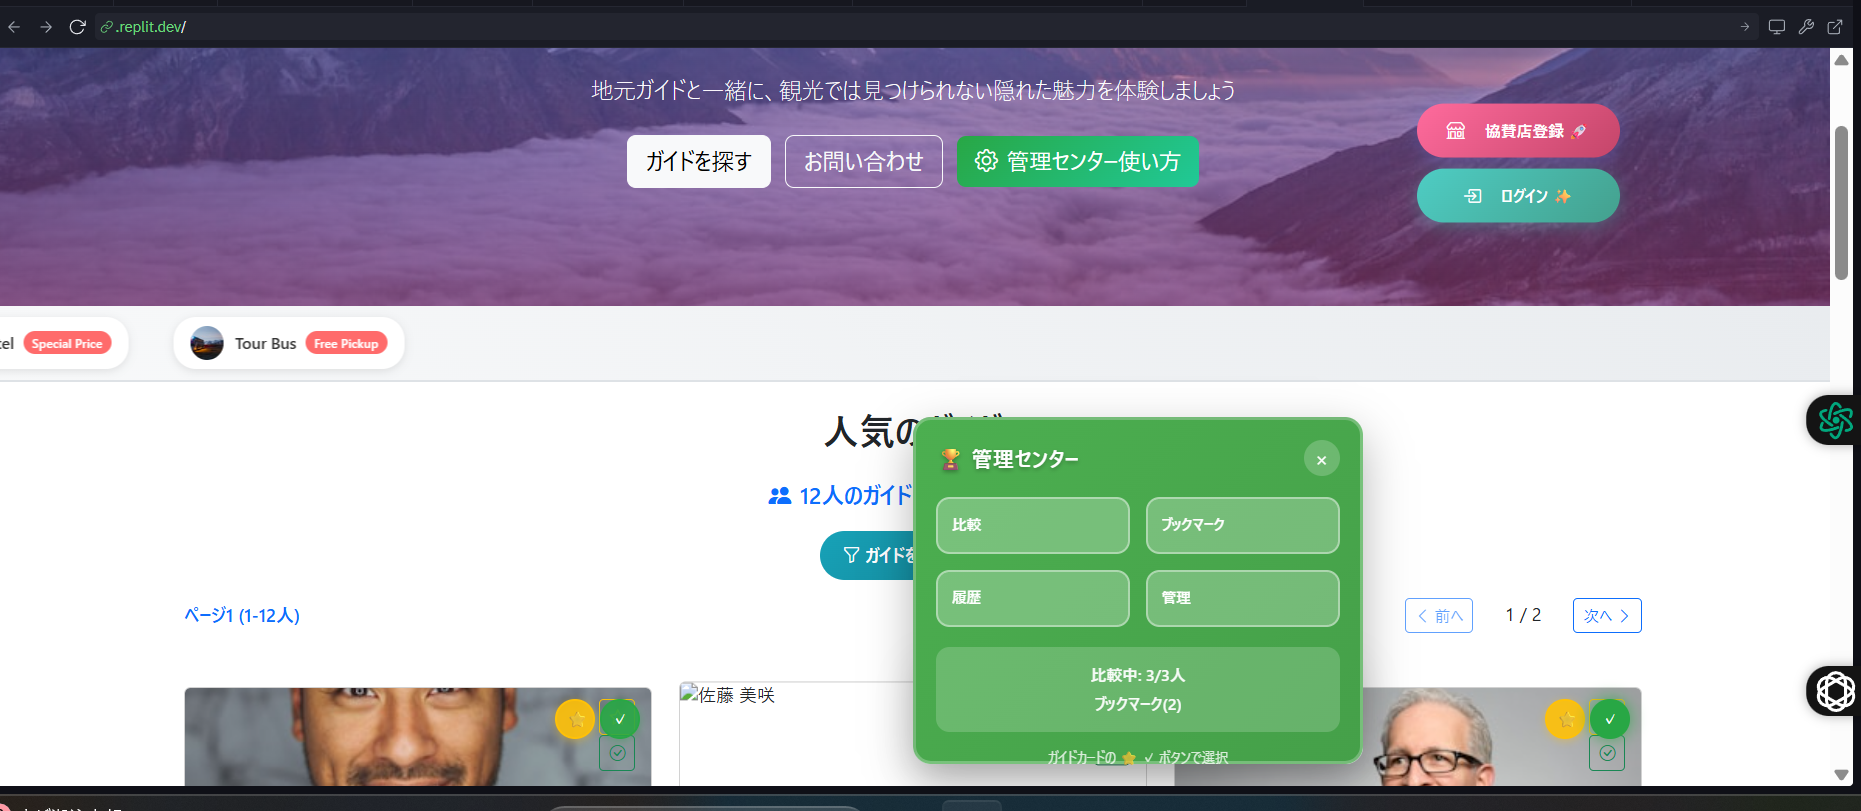 .replit.dev/
地元ガイドと一緒に、観光では見つけられない隠れた魅力を体験しましょう
ガイドを探す
お問い合わせ
管理センター使い方
協賛店登録 🚀
ログイン ✨
Special Price
Tour Bus
Free Pickup
人気の
12人のガイド
ガイドを
🏆 管理センター
×
比較
ブックマーク
履歴
管理
比較中: 3/3人
ブックマーク(2)
ガイドカードの ⭐ ✓ ボタンで選択
ページ1 (1-12人)
前へ
1 / 2
次へ
佐藤 美咲